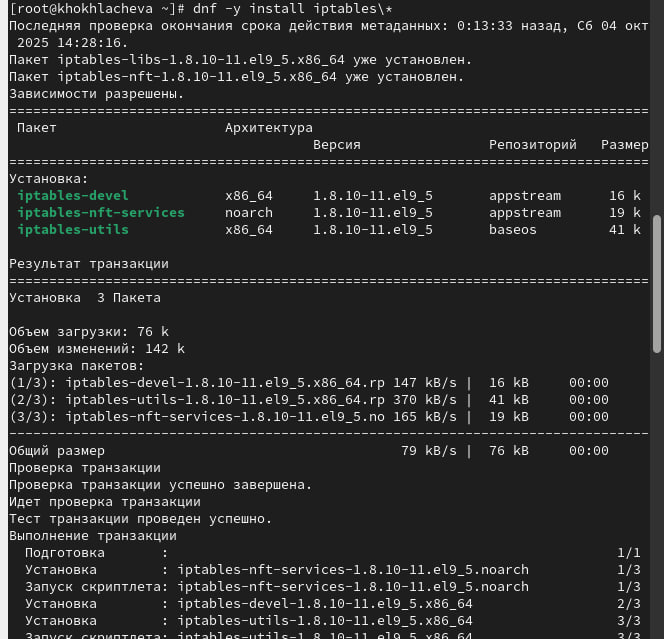 [root@khokhlacheva ~]# dnf -y install iptables\*
Последняя проверка окончания срока действия метаданных: 0:13:33 назад, Сб 04 окт
 2025 14:28:16.
Пакет iptables-libs-1.8.10-11.el9_5.x86_64 уже установлен.
Пакет iptables-nft-1.8.10-11.el9_5.x86_64 уже установлен.
Зависимости разрешены.
================================================================================
 Пакет                     Архитектура
                                      Версия                Репозиторий   Размер
================================================================================
Установка:
 iptables-devel            x86_64     1.8.10-11.el9_5       appstream      16 k
 iptables-nft-services     noarch     1.8.10-11.el9_5       appstream      19 k
 iptables-utils            x86_64     1.8.10-11.el9_5       baseos         41 k

Результат транзакции
================================================================================
Установка  3 Пакета

Объем загрузки: 76 k
Объем изменений: 142 k
Загрузка пакетов:
(1/3): iptables-devel-1.8.10-11.el9_5.x86_64.rp 147 kB/s |  16 kB     00:00
(2/3): iptables-utils-1.8.10-11.el9_5.x86_64.rp 370 kB/s |  41 kB     00:00
(3/3): iptables-nft-services-1.8.10-11.el9_5.no 165 kB/s |  19 kB     00:00
--------------------------------------------------------------------------------
Общий размер                                     79 kB/s |  76 kB     00:00
Проверка транзакции
Проверка транзакции успешно завершена.
Идет проверка транзакции
Тест транзакции проведен успешно.
Выполнение транзакции
  Подготовка       :                                                        1/1
  Установка        : iptables-nft-services-1.8.10-11.el9_5.noarch           1/3
  Запуск скриптлета: iptables-nft-services-1.8.10-11.el9_5.noarch           1/3
  Установка        : iptables-devel-1.8.10-11.el9_5.x86_64                  2/3
  Установка        : iptables-utils-1.8.10-11.el9_5.x86_64                  3/3
  Запуск скриптлета: iptables-utils-1.8.10-11.el9_5.x86_64                  3/3